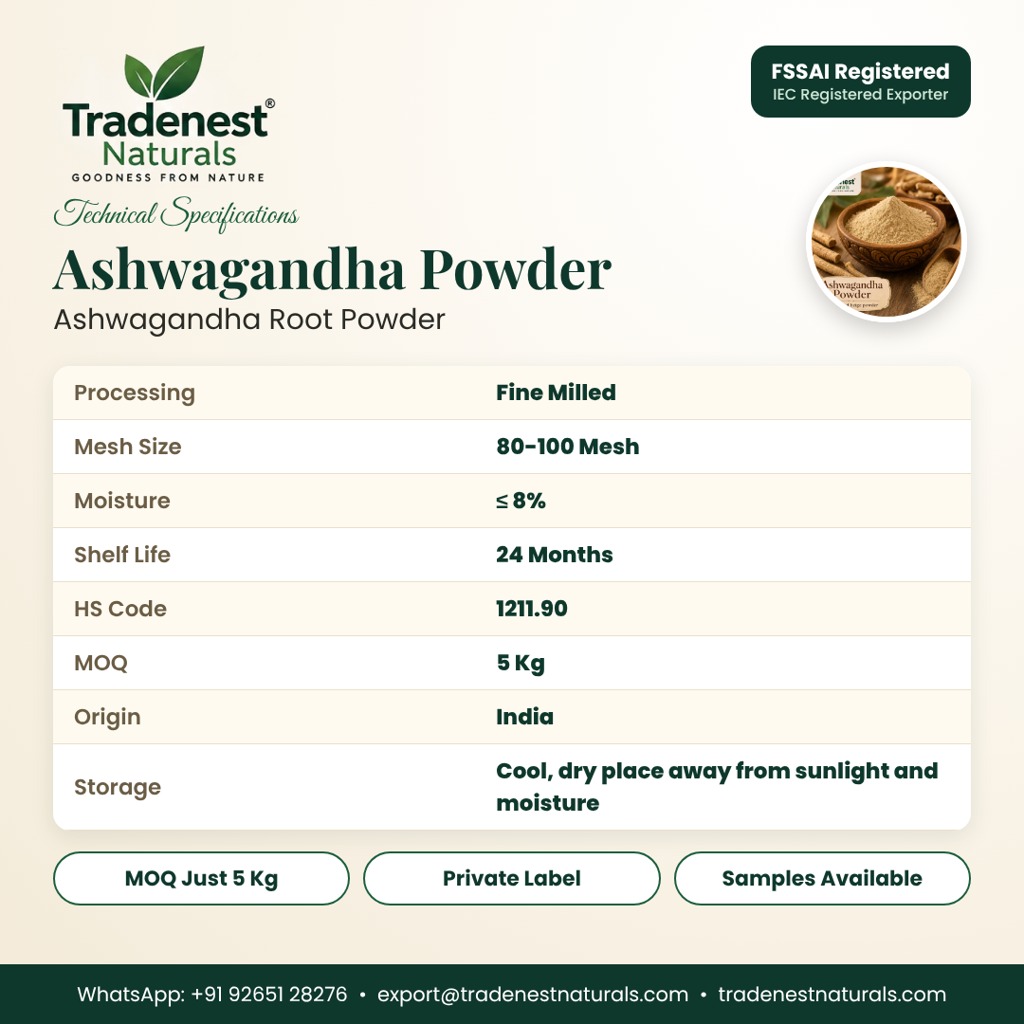 Tradenest®
Naturals
GOODNESS FROM NATURE
FSSAI Registered
IEC Registered Exporter
Technical Specifications
Ashwagandha Powder
Ashwagandha Root Powder
Ashwagandha
Powder
Processing Fine Milled
Mesh Size 80-100 Mesh
Moisture ≤ 8%
Shelf Life 24 Months
HS Code 1211.90
MOQ 5 Kg
Origin India
Storage Cool, dry place away from sunlight and
moisture
MOQ Just 5 Kg
Private Label
Samples Available
WhatsApp: +91 92651 28276 • export@tradenestnaturals.com • tradenestnaturals.com